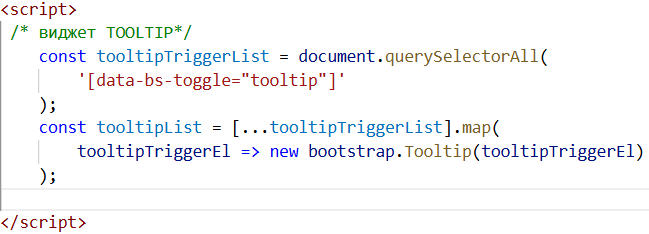 <script>
/* виджет TOOLTIP*/
const tooltipTriggerList = document.querySelectorAll(
'[data-bs-toggle="tooltip"]'
);
const tooltipList = [...tooltipTriggerList].map(
tooltipTriggerEl => new bootstrap.Tooltip(tooltipTriggerEl)
);
</script>